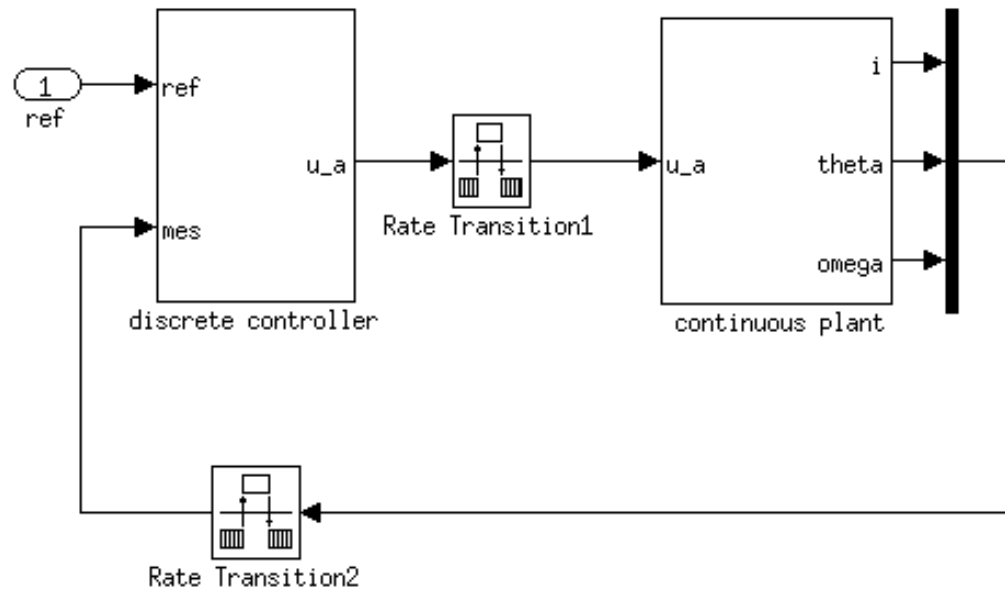 1
ref
ref
mes
u_a
discrete controller
Rate Transition1
u_a
i
theta
omega
continuous plant
Rate Transition2